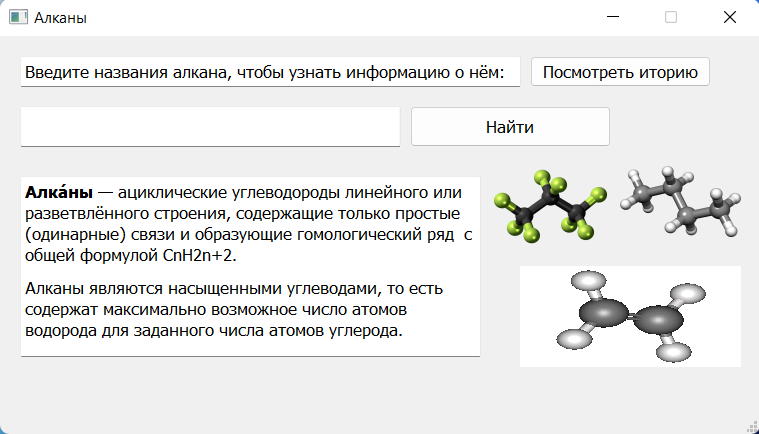 Алканы
Введите названия алкана, чтобы узнать информацию о нём:
Посмотреть иторию
Найти
Алка́ны — ациклические углеводороды линейного или
разветвлённого строения, содержащие только простые
(одинарные) связи и образующие гомологический ряд  с
общей формулой CnH2n+2.
Алканы являются насыщенными углеводами, то есть
содержат максимально возможное число атомов
водорода для заданного числа атомов углерода.